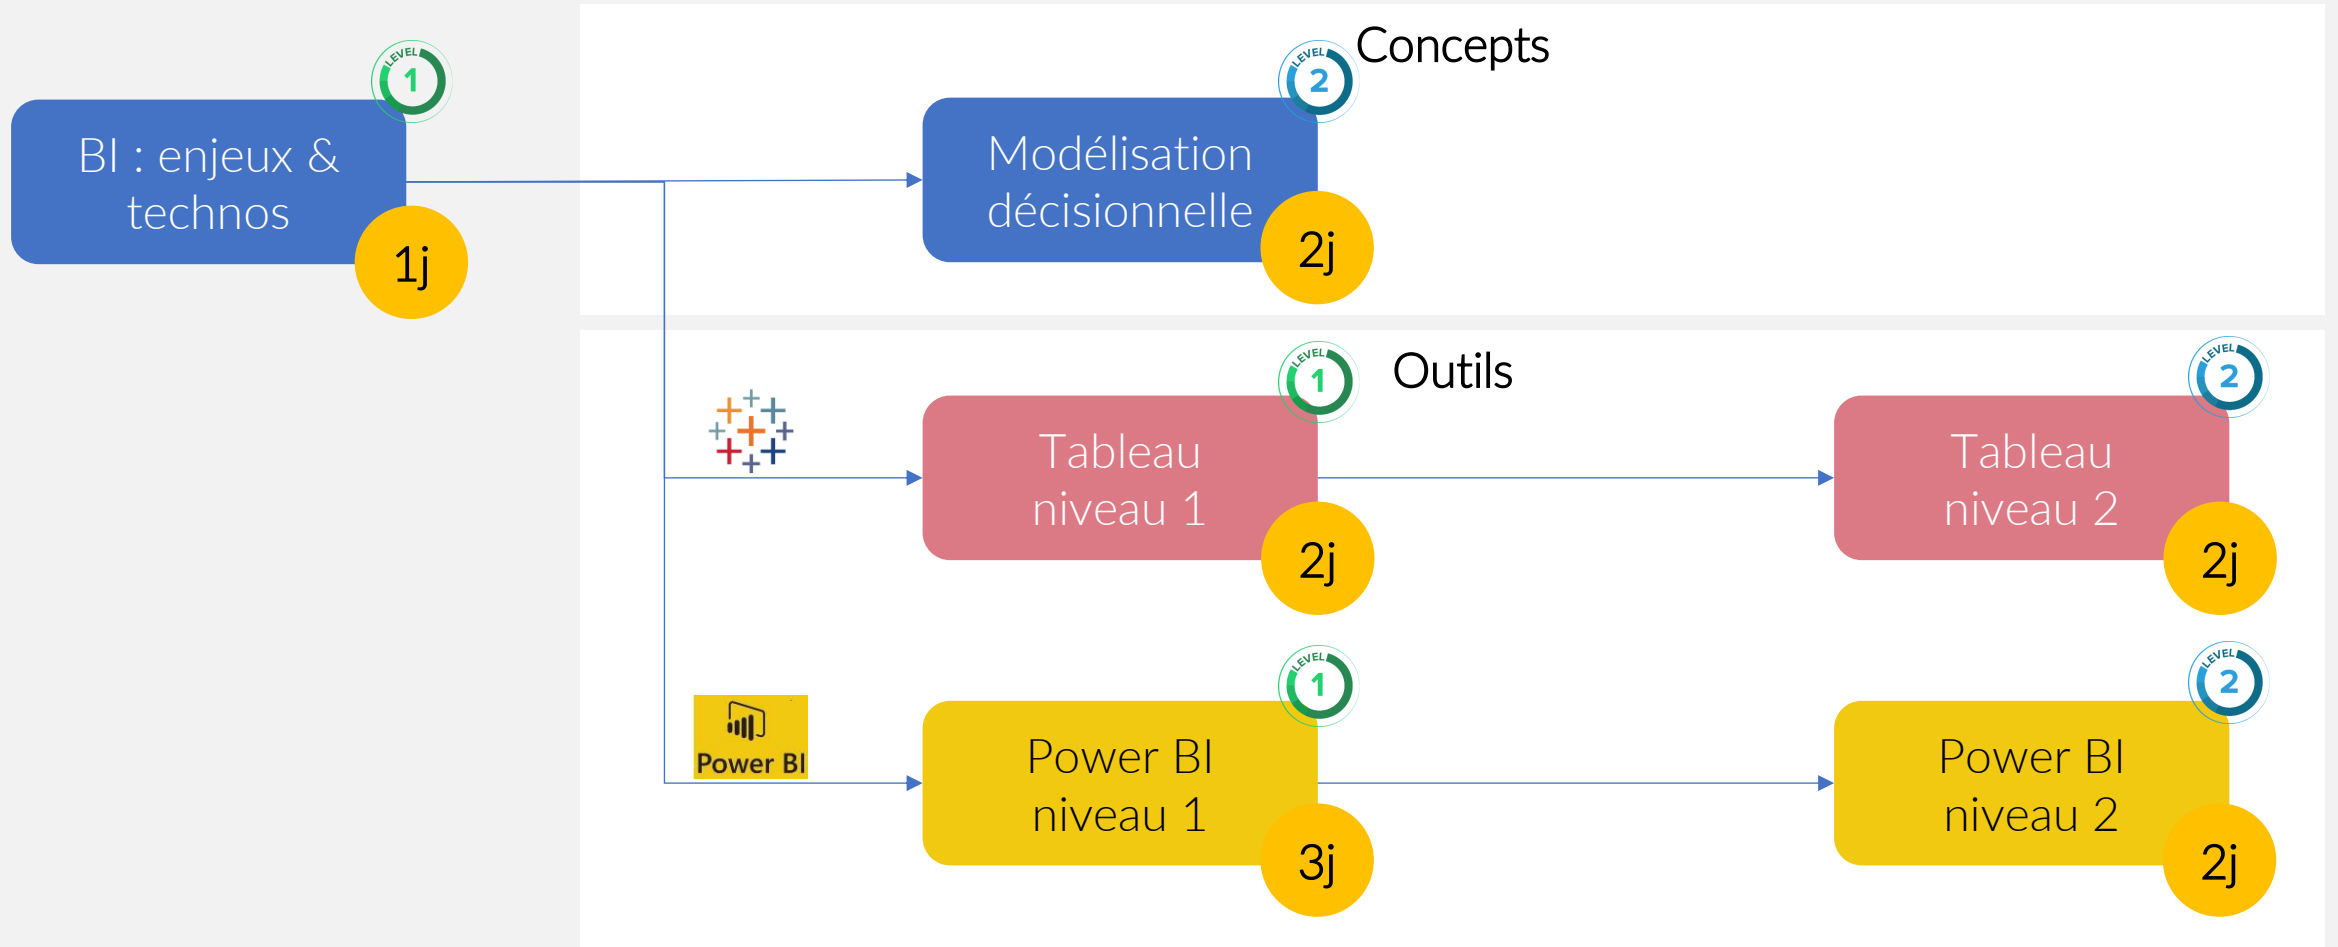 Concepts
LEVEL
1
BI : enjeux &
technos
1j
LEVEL
2
Modélisation
décisionnelle
2j
Outils
LEVEL
1
Tableau
niveau 1
2j
LEVEL
2
Tableau
niveau 2
2j
Power BI
LEVEL
1
Power BI
niveau 1
3j
LEVEL
2
Power BI
niveau 2
2j